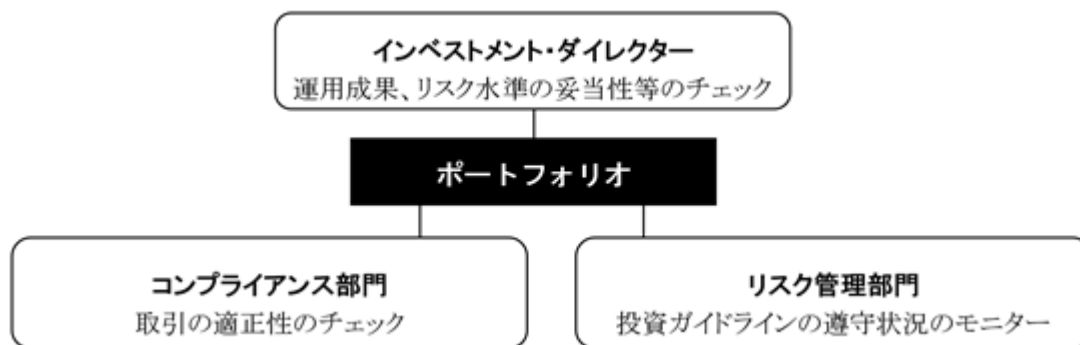 インベストメント・ダイレクター
運用成果、リスク水準の妥当性等のチェック
ポートフォリオ
コンプライアンス部門
取引の適正性のチェック
リスク管理部門
投資ガイドラインの遵守状況のモニター